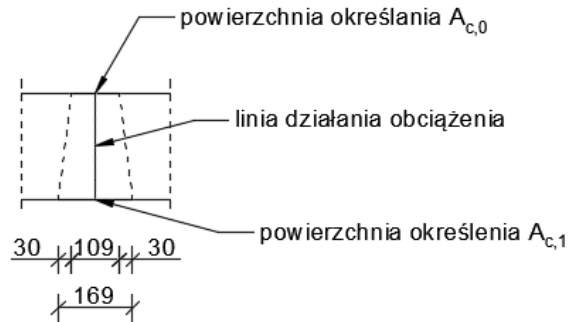 powierzchnia określania A_c,0
linia działania obciążenia
powierzchnia określenia A_c,1
30 109 30
169